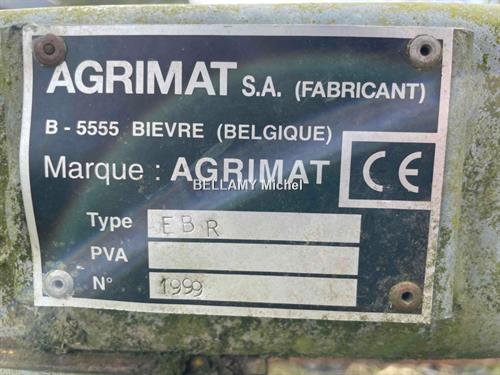 AGRIMAT S.A. (FABRICANT)
B - 5555 BIEVRE (BELGIQUE)
Marque : AGRIMAT
CE
BELLAMY Michel
Type EBR
PVA
N° 1999